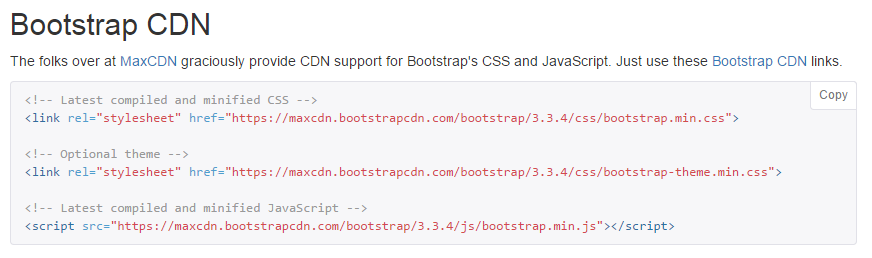 Bootstrap CDN
The folks over at MaxCDN graciously provide CDN support for Bootstrap's CSS and JavaScript. Just use these Bootstrap CDN links.
Copy
<!-- Latest compiled and minified CSS -->
<link rel="stylesheet" href="https://maxcdn.bootstrapcdn.com/bootstrap/3.3.4/css/bootstrap.min.css">
<!-- Optional theme -->
<link rel="stylesheet" href="https://maxcdn.bootstrapcdn.com/bootstrap/3.3.4/css/bootstrap-theme.min.css">
<!-- Latest compiled and minified JavaScript -->
<script src="https://maxcdn.bootstrapcdn.com/bootstrap/3.3.4/js/bootstrap.min.js"></script>